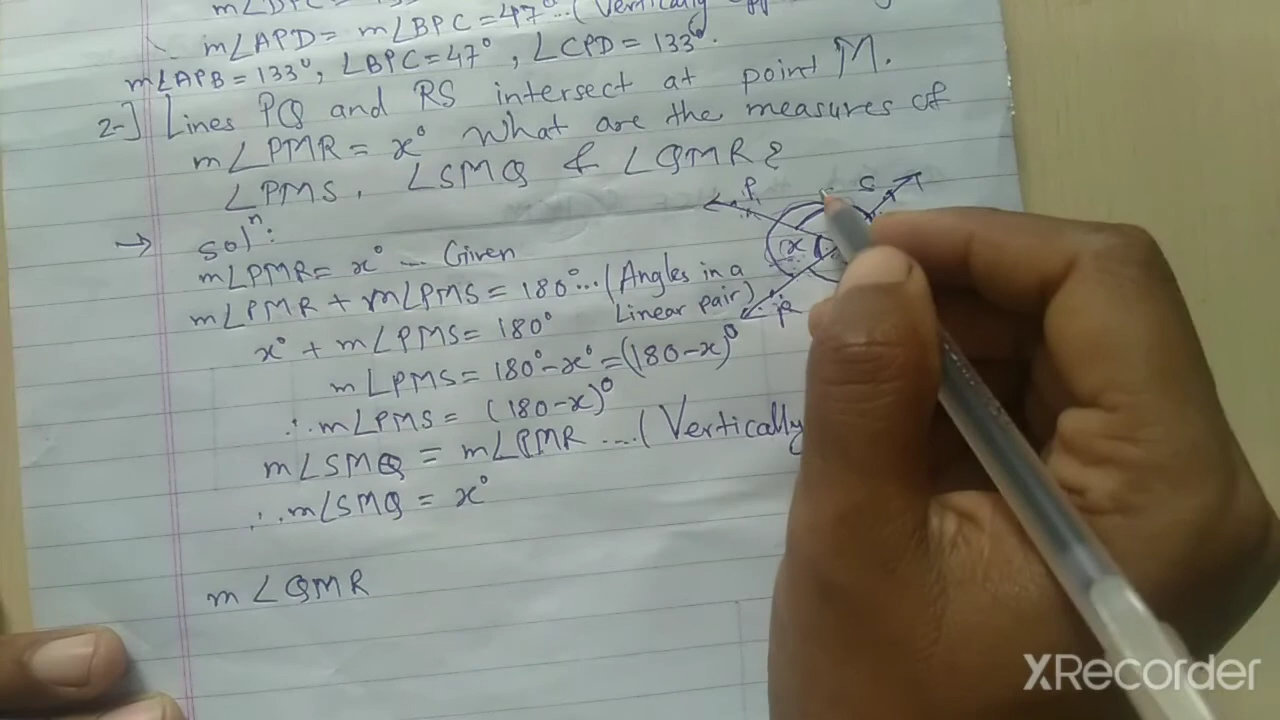 m∠APD = m∠BPC = 47° ... (Vertically
m∠APB = 133°, ∠BPC = 47°, ∠CPD = 133°.
2-] Lines PQ and RS intersect at point M.
m∠PMR = x° What are the measures of
∠PMS, ∠SMQ & ∠QMR?
→ solⁿ:
P
S
x
R
m∠PMR = x° ... Given
m∠PMR + m∠PMS = 180° ... (Angles in a
Linear pair)
x° + m∠PMS = 180°
m∠PMS = 180° - x° = (180-x)°
∴ m∠PMS = (180-x)°
m∠SMQ = m∠PMR .... (Vertically
∴ m∠SMQ = x°
m∠QMR
XRecorder